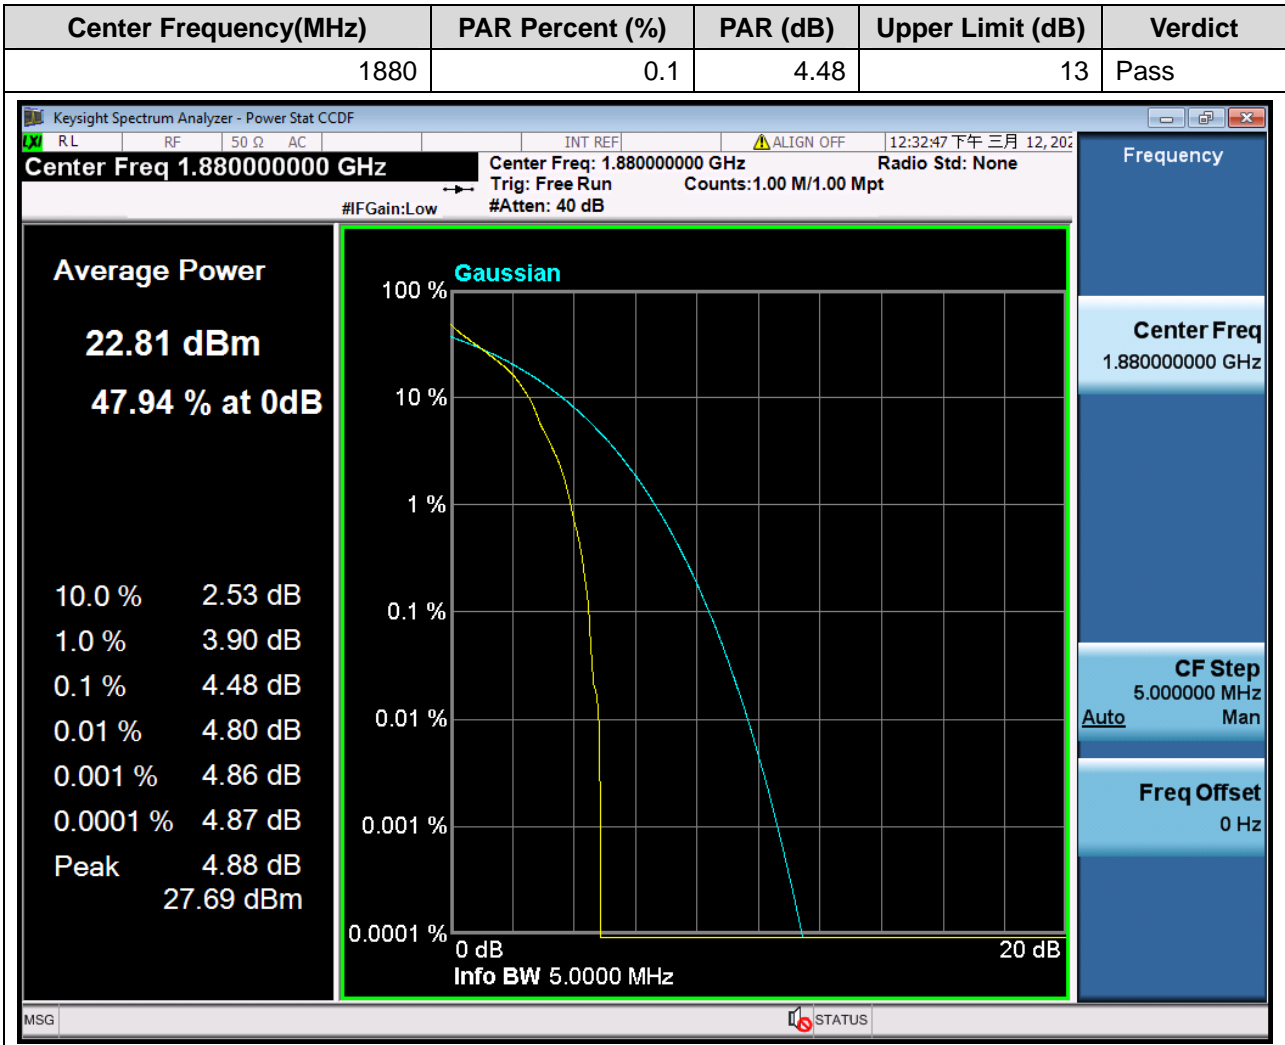 Center Frequency(MHz) PAR Percent (%) PAR (dB) Upper Limit (dB) Verdict
1880 0.1 4.48 13 Pass
Keysight Spectrum Analyzer - Power Stat CCDF
LXI RL RF 50 Ω AC INT REF ALIGN OFF 12:32:47 下午 三月 12, 202
Center Freq 1.880000000 GHz
Center Freq: 1.880000000 GHz Radio Std: None
Trig: Free Run Counts:1.00 M/1.00 Mpt
#IFGain:Low #Atten: 40 dB
Average Power
22.81 dBm
47.94 % at 0dB
10.0 % 2.53 dB
1.0 % 3.90 dB
0.1 % 4.48 dB
0.01 % 4.80 dB
0.001 % 4.86 dB
0.0001 % 4.87 dB
Peak 4.88 dB
27.69 dBm
Gaussian
100 %
10 %
1 %
0.1 %
0.01 %
0.001 %
0.0001 %
0 dB 20 dB
Info BW 5.0000 MHz
Frequency
Center Freq
1.880000000 GHz
CF Step
5.000000 MHz
Auto Man
Freq Offset
0 Hz
MSG STATUS